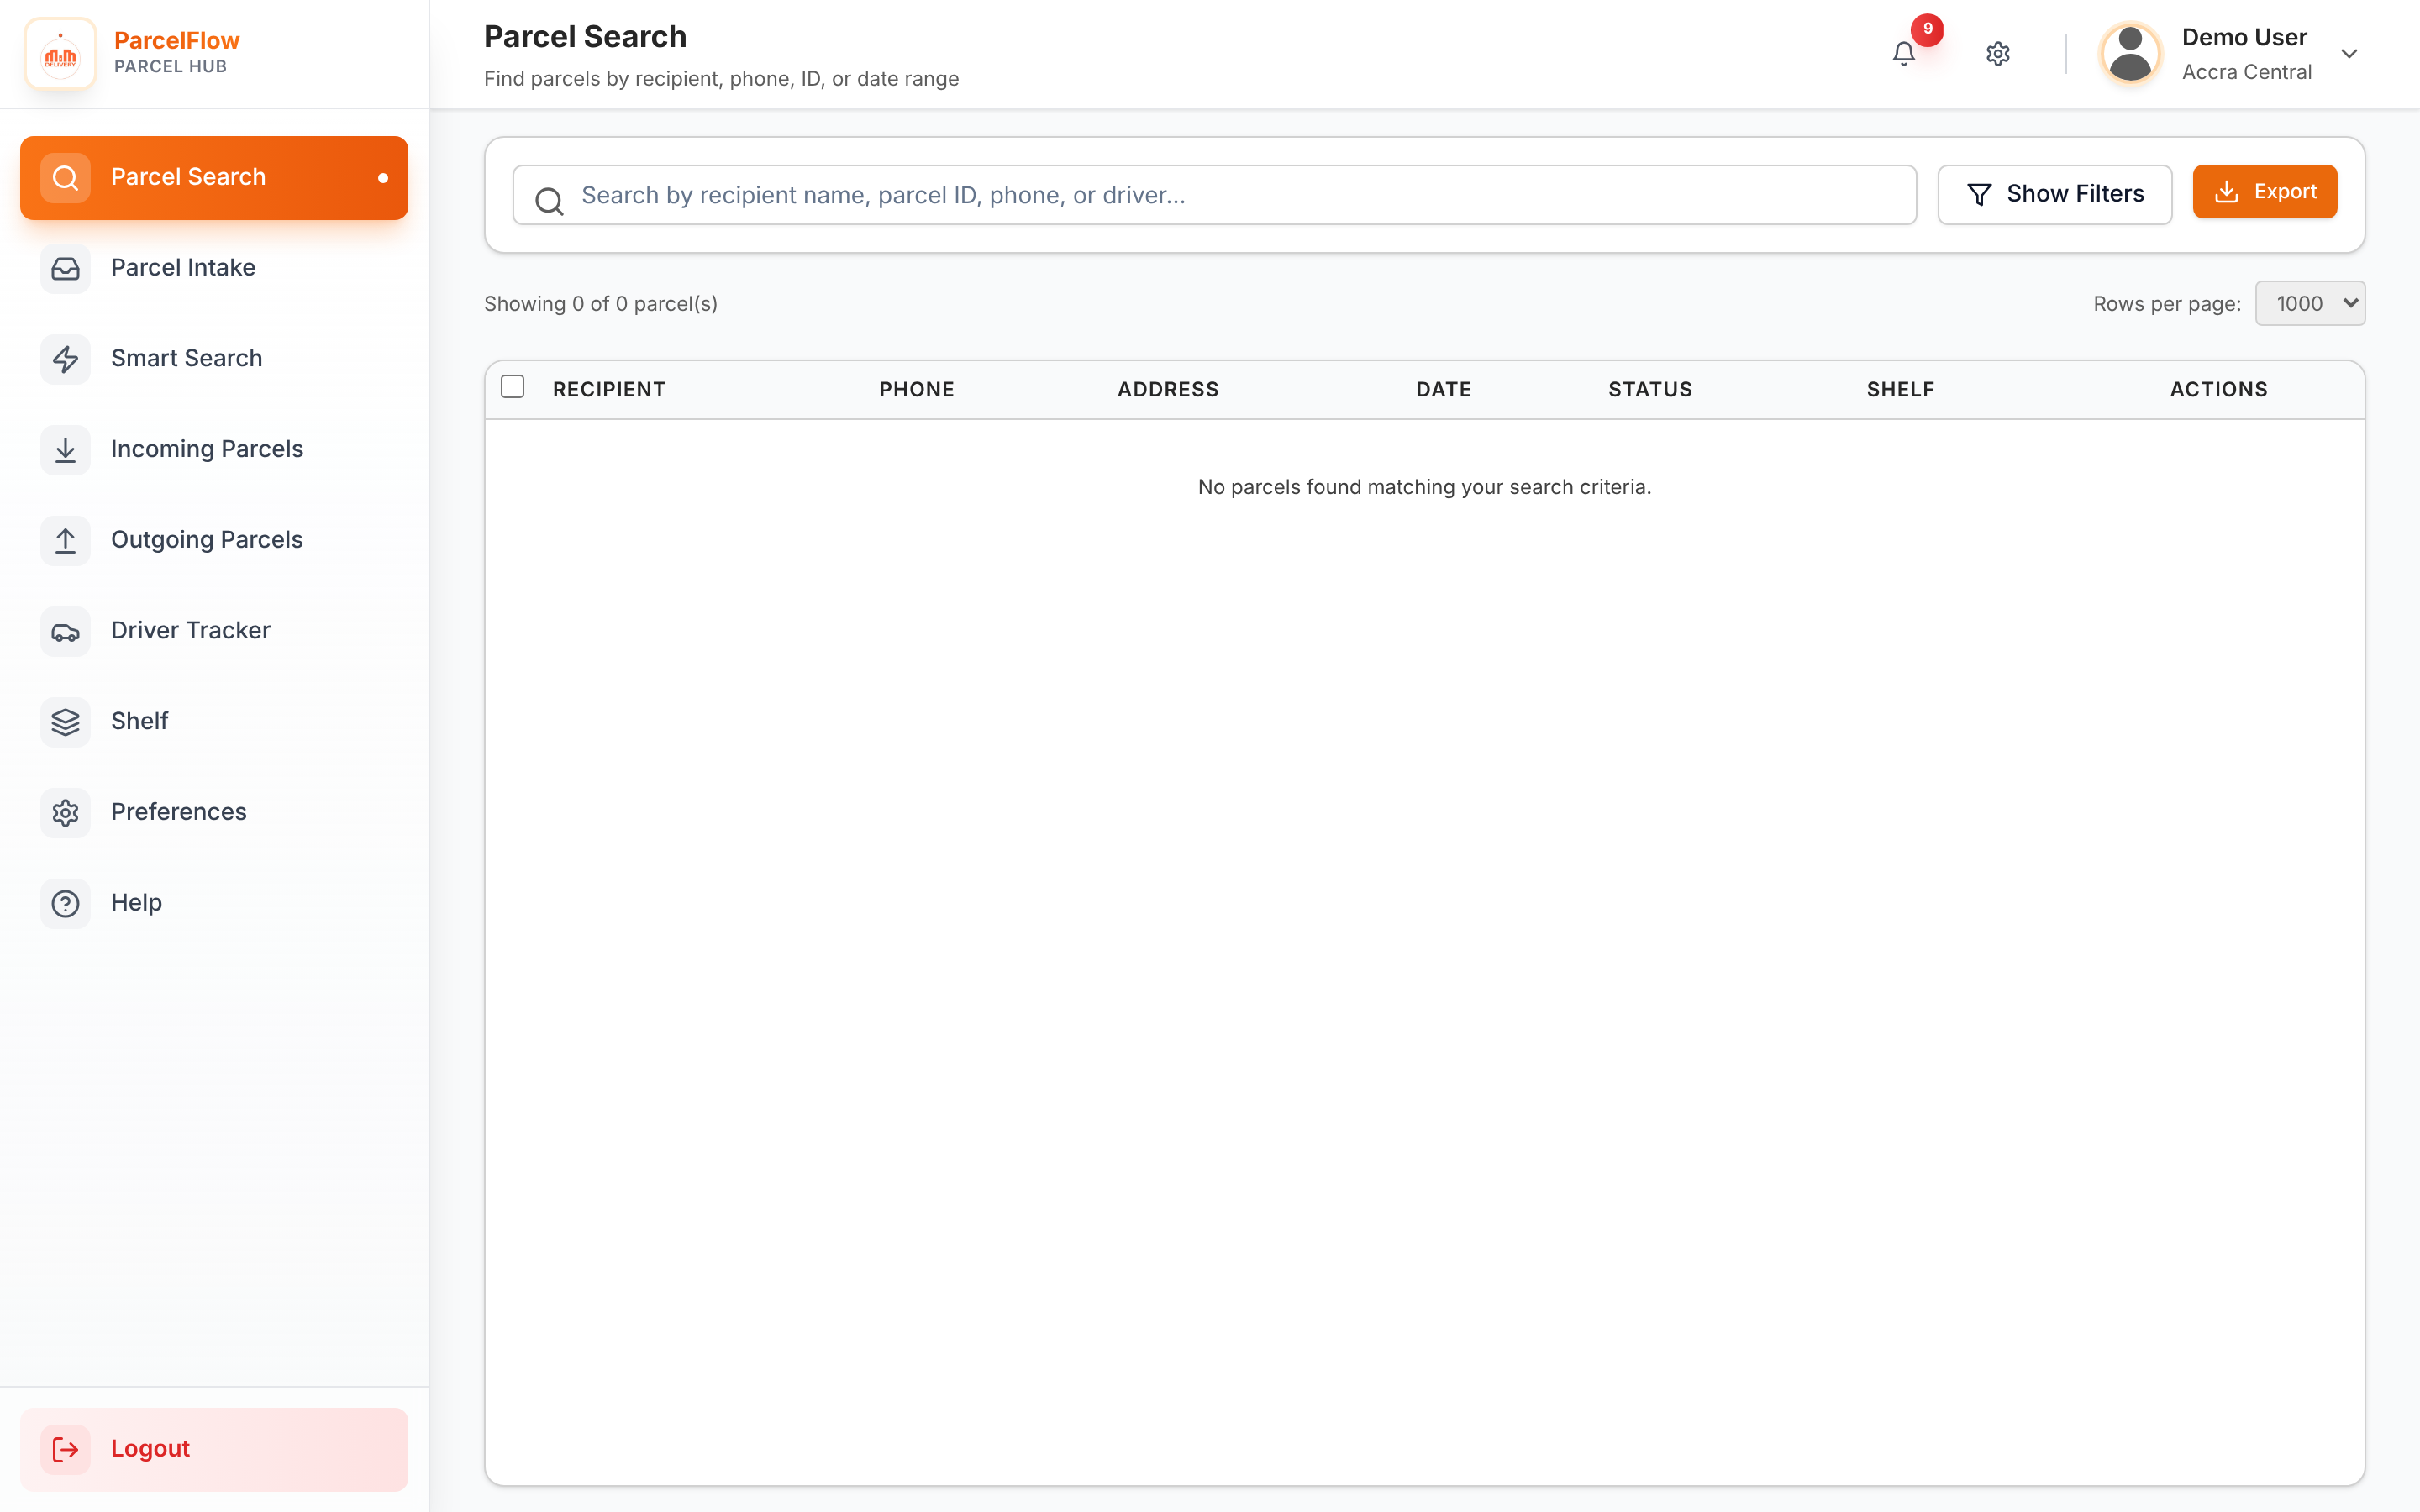 DELIVERY
ParcelFlow
PARCEL HUB
Parcel Search
Parcel Intake
Smart Search
Incoming Parcels
Outgoing Parcels
Driver Tracker
Shelf
Preferences
Help
Logout
Parcel Search
Find parcels by recipient, phone, ID, or date range
9
Demo User
Accra Central
Search by recipient name, parcel ID, phone, or driver...
Show Filters
Export
Showing 0 of 0 parcel(s)
Rows per page: 1000
RECIPIENT PHONE ADDRESS DATE STATUS SHELF ACTIONS
No parcels found matching your search criteria.